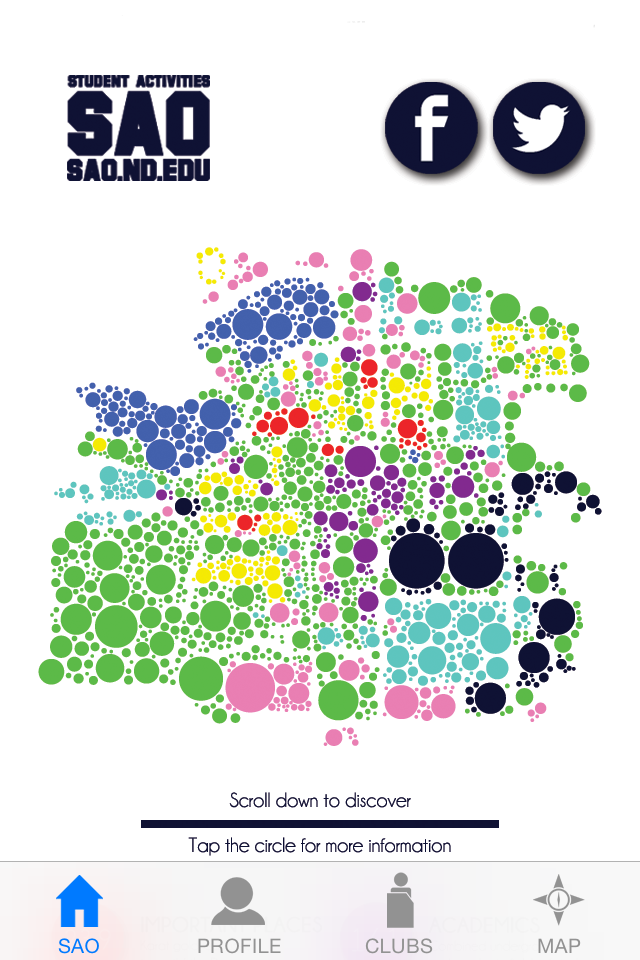 STUDENT ACTIVITIES
SAO
SAO.ND.EDU
Scroll down to discover
Tap the circle for more information
SAO
PROFILE
CLUBS
MAP